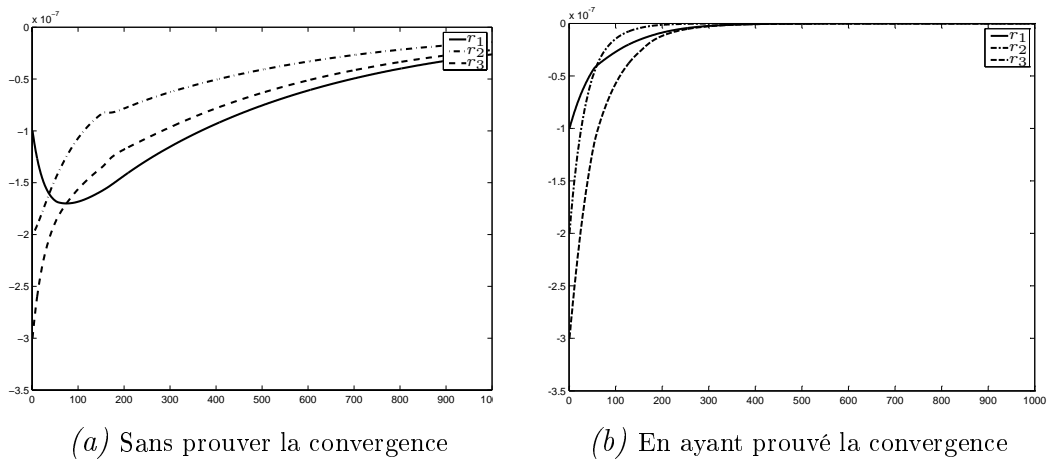 x 10⁻⁷
0
−0.5
−1
−1.5
−2
−2.5
−3
−3.5
0 100 200 300 400 500 600 700 800 900 10
r1
r2
r3
(a) Sans prouver la convergence
x 10⁻⁷
0
-0.5
-1
-1.5
-2
-2.5
-3
-3.5
0 100 200 300 400 500 600 700 800 900 1000
r1
r2
r3
(b) En ayant prouvé la convergence